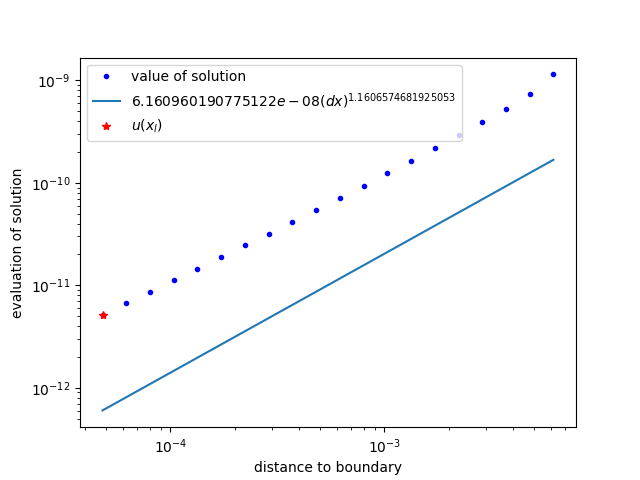 value of solution
6.160960190775122e − 08(dx)^1.1606574681925053
u(x_l)
10^−9
10^−10
10^−11
10^−12
evaluation of solution
10^−4
10^−3
distance to boundary